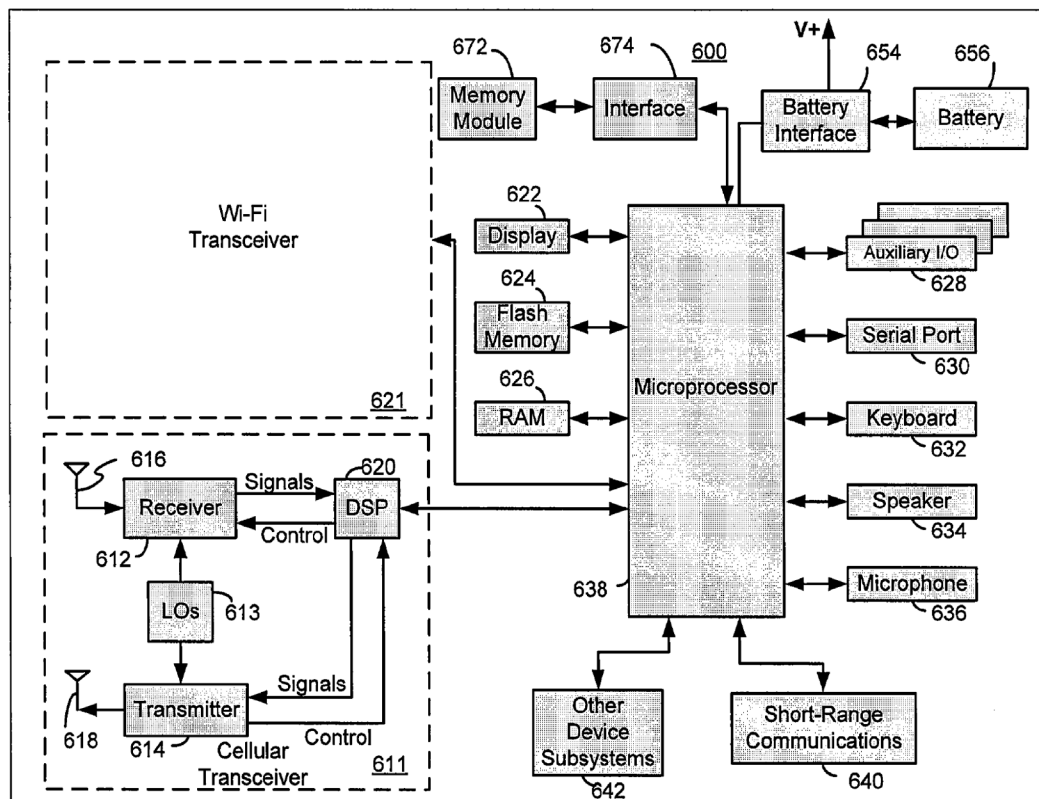 672
674
600
V+
654
656
Memory
Module
Interface
Battery
Interface
Battery
Wi-Fi
Transceiver
621
622
Display
624
Flash
Memory
626
RAM
Microprocessor
638
Auxiliary I/O
628
Serial Port
630
Keyboard
632
Speaker
634
Microphone
636
616
Signals
620
Receiver
DSP
612
Control
LOs
613
Signals
618
Transmitter
614
Control
Cellular
Transceiver
611
Other
Device
Subsystems
642
Short-Range
Communications
640